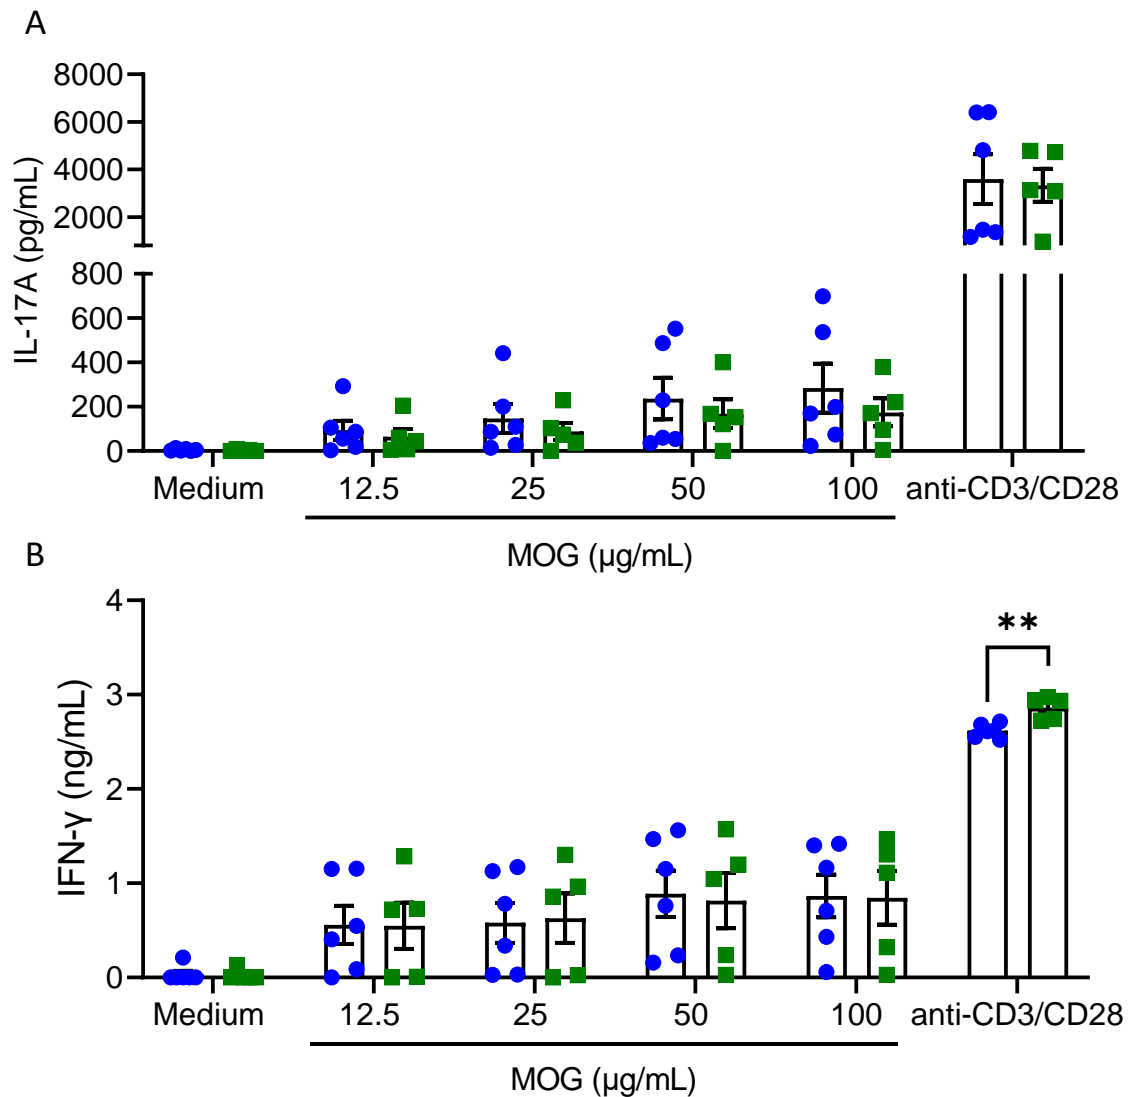 A
8000
6000
4000
2000
800
600
400
200
0
IL-17A (pg/mL)
Medium 12.5 25 50 100 anti-CD3/CD28
MOG (µg/mL)
B
4
3
2
1
0
IFN-γ (ng/mL)
**
Medium 12.5 25 50 100 anti-CD3/CD28
MOG (µg/mL)